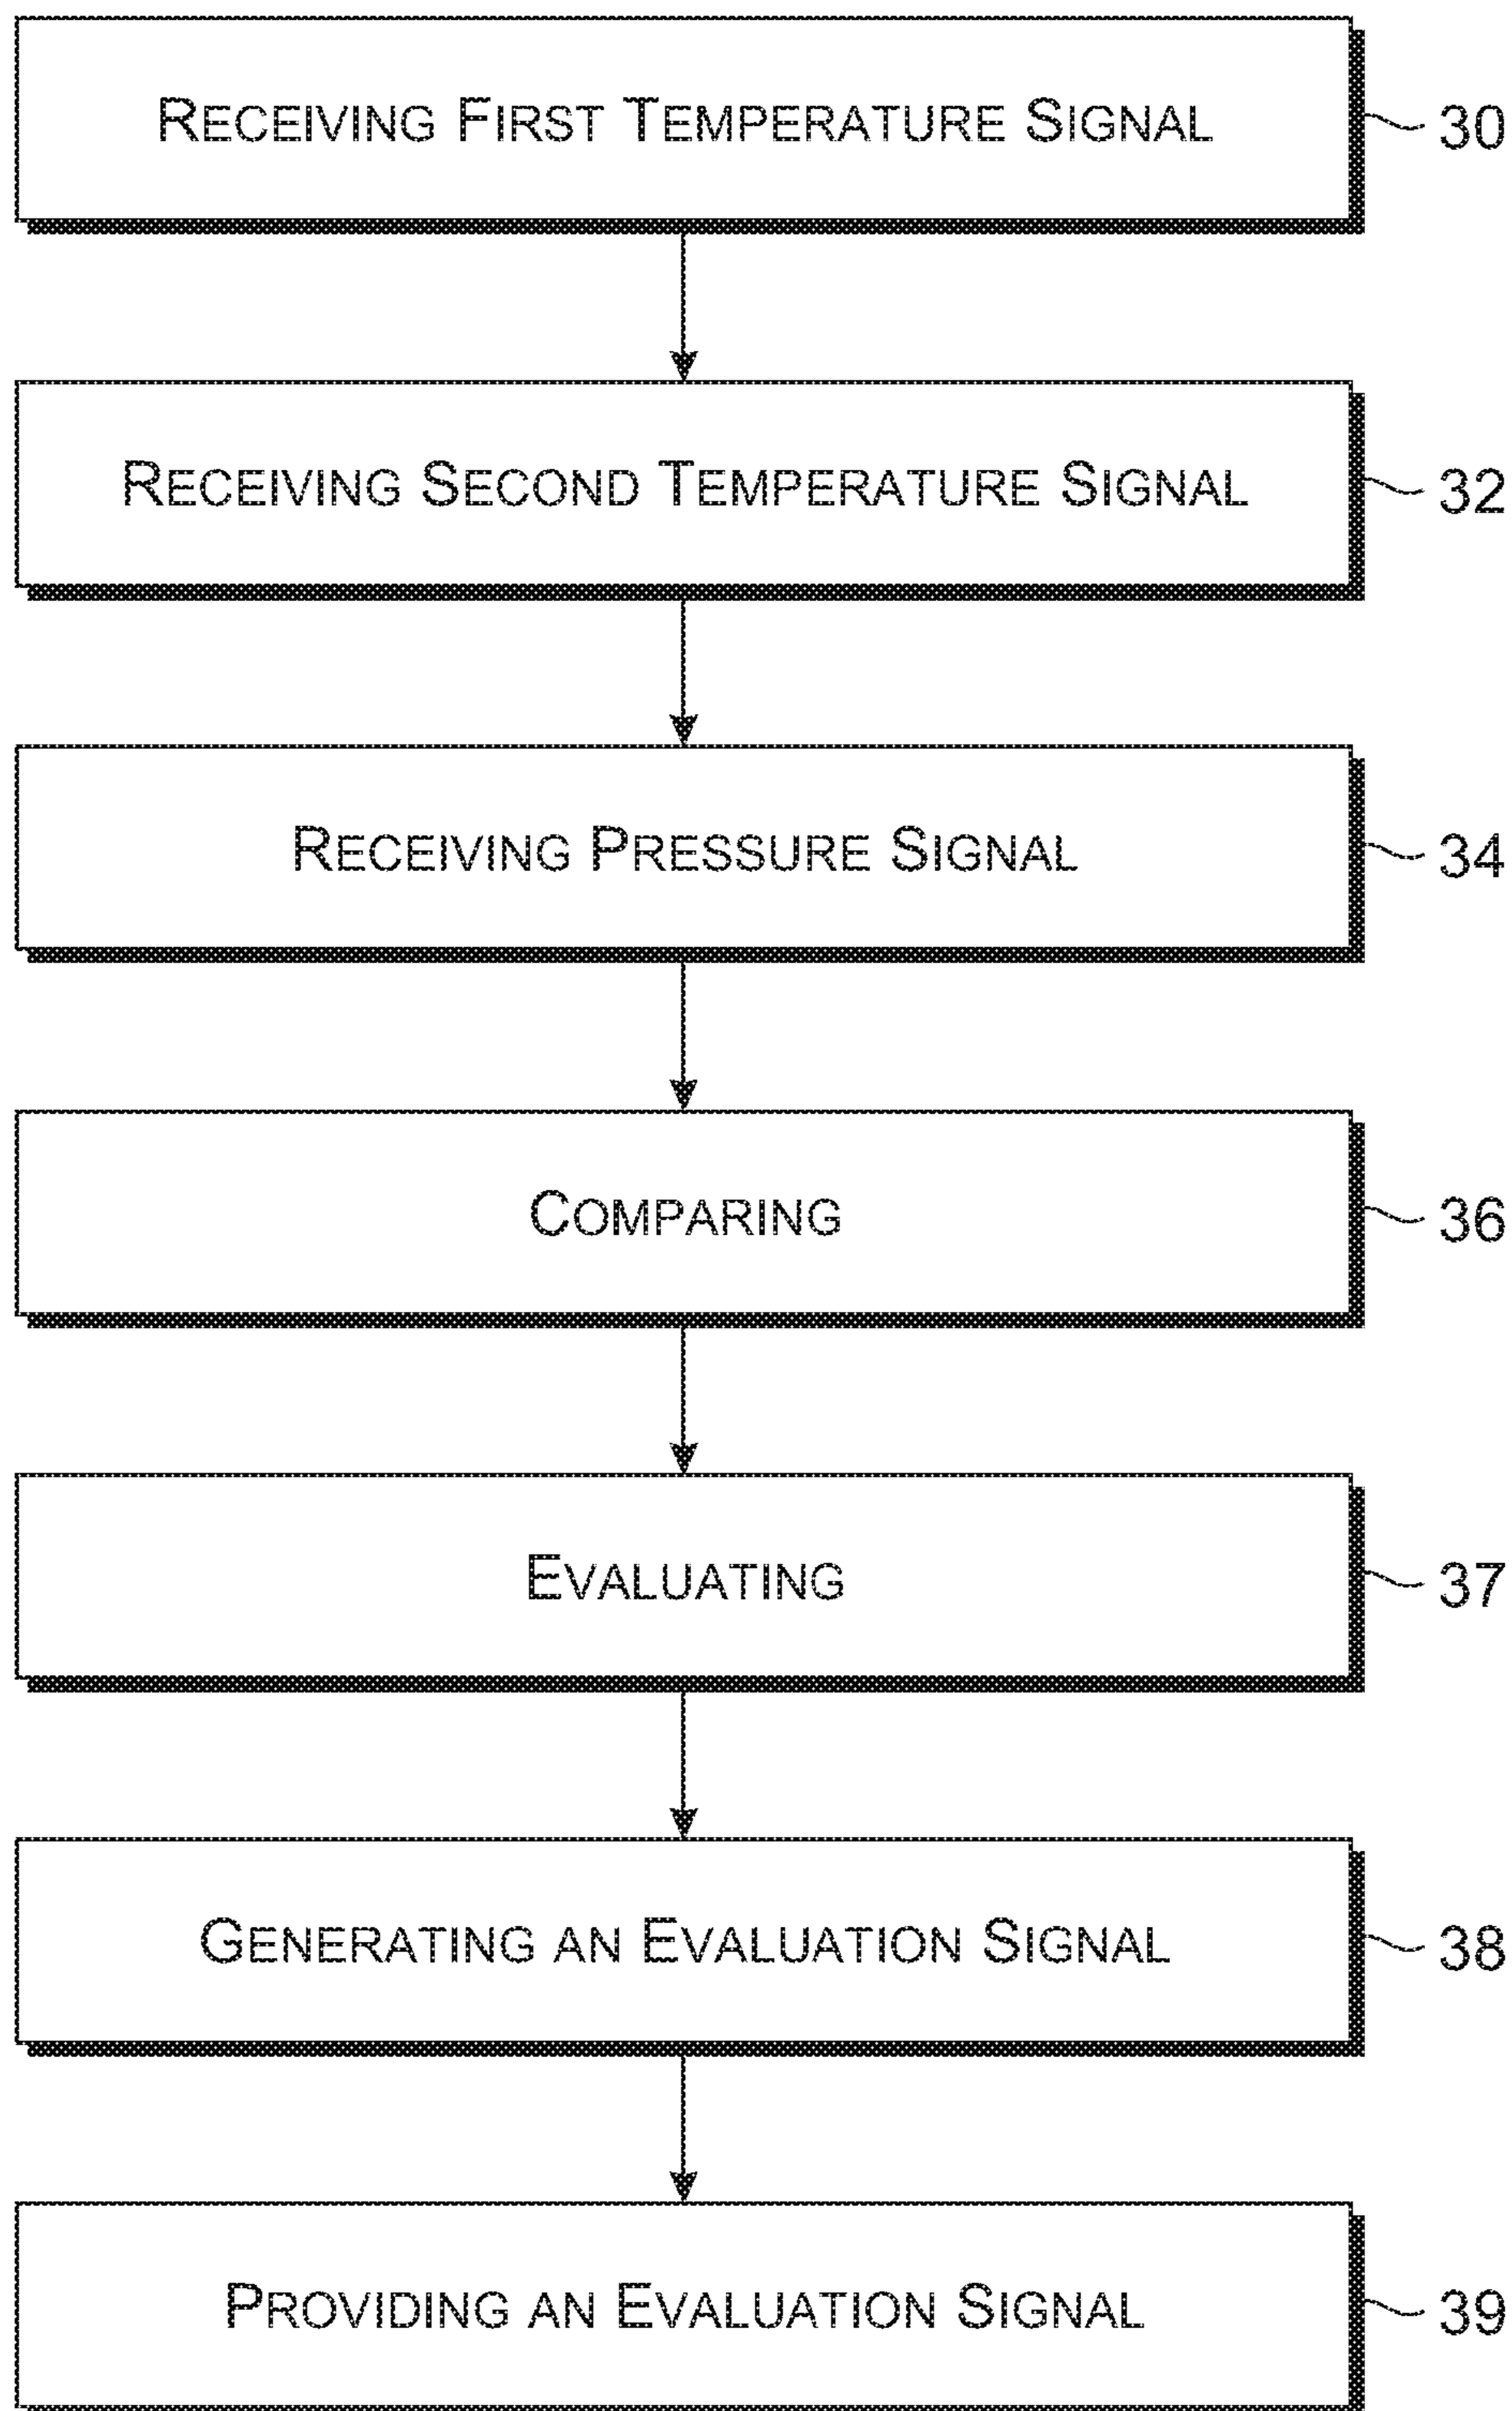 RECEIVING FIRST TEMPERATURE SIGNAL
30
RECEIVING SECOND TEMPERATURE SIGNAL
32
RECEIVING PRESSURE SIGNAL
34
COMPARING
36
EVALUATING
37
GENERATING AN EVALUATION SIGNAL
38
PROVIDING AN EVALUATION SIGNAL
39